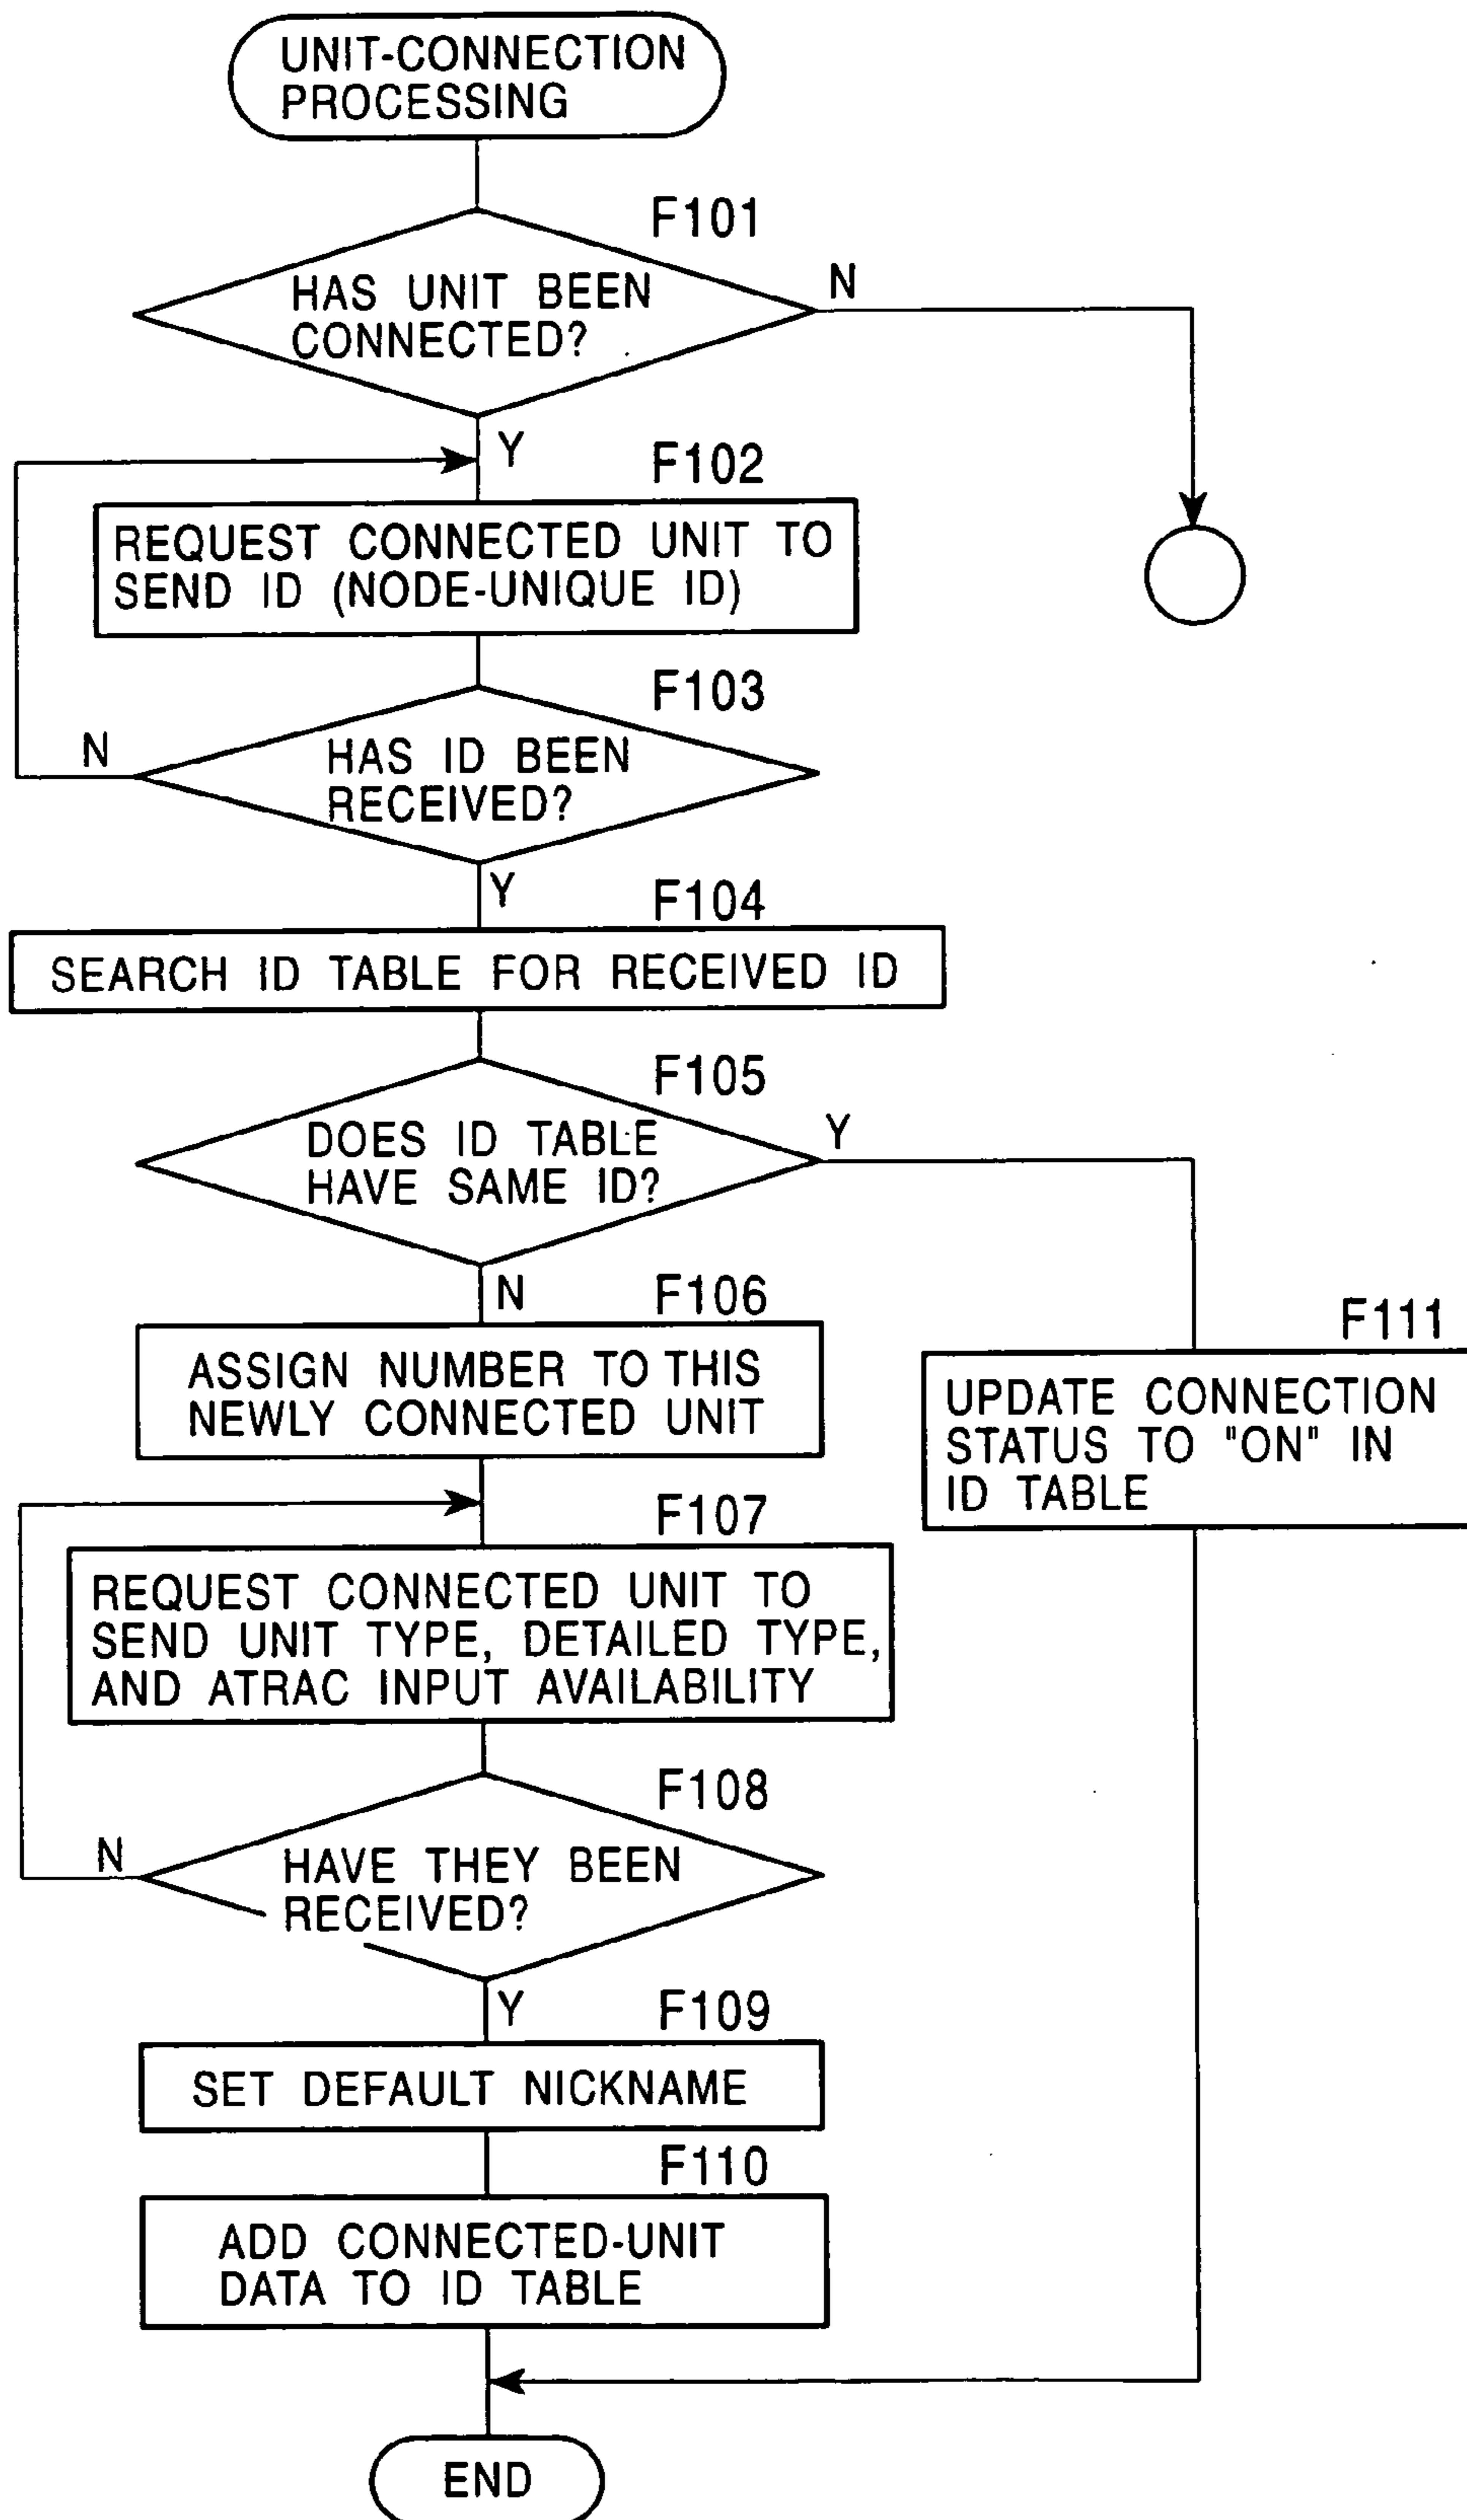 UNIT-CONNECTION
PROCESSING
F101
HAS UNIT BEEN
CONNECTED?
N
Y
F102
REQUEST CONNECTED UNIT TO
SEND ID (NODE-UNIQUE ID)
F103
HAS ID BEEN
RECEIVED?
N
Y
F104
SEARCH ID TABLE FOR RECEIVED ID
F105
DOES ID TABLE
HAVE SAME ID?
Y
N
F106
ASSIGN NUMBER TO THIS
NEWLY CONNECTED UNIT
F111
UPDATE CONNECTION
STATUS TO "ON" IN
ID TABLE
F107
REQUEST CONNECTED UNIT TO
SEND UNIT TYPE, DETAILED TYPE,
AND ATRAC INPUT AVAILABILITY
F108
HAVE THEY BEEN
RECEIVED?
N
Y
F109
SET DEFAULT NICKNAME
F110
ADD CONNECTED-UNIT
DATA TO ID TABLE
END